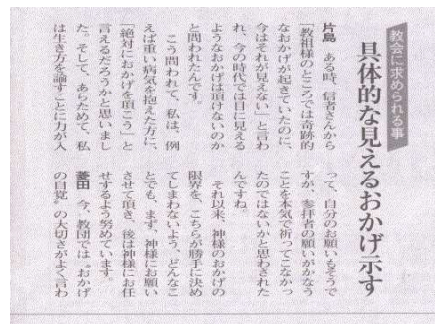 教会に求められる事
具体的な見えるおかげ示す
片島　ある時、信者さんから
「教祖様のところでは奇跡的
なおかげが起きていたのに、
今はそれが見えない」と言わ
れ、今の時代では目に見える
ようなおかげは頂けないのか
と問われたんです。
　こう問われて、私は、例
えば重い病気を抱えた方に、
「絶対におかげを頂こう」と
言えるだろうかと思いまし
た。そして、あらためて、私
は生き方を諭すことに力が入
って、自分のお願いもそうで
すが、参拝者の願いがかなう
ことを本気で祈ってこなかっ
たのではないかと思わされた
んですね。
　それ以来、神様のおかげの
限界を、こちらが勝手に決め
てしまわないよう、どんなこ
とでも、まず、神様にお願い
させて頂き、後は神様にお任
せするよう努めています。
菱田　今、教団では〝おかげ
の自覚〟の大切さがよく言わ